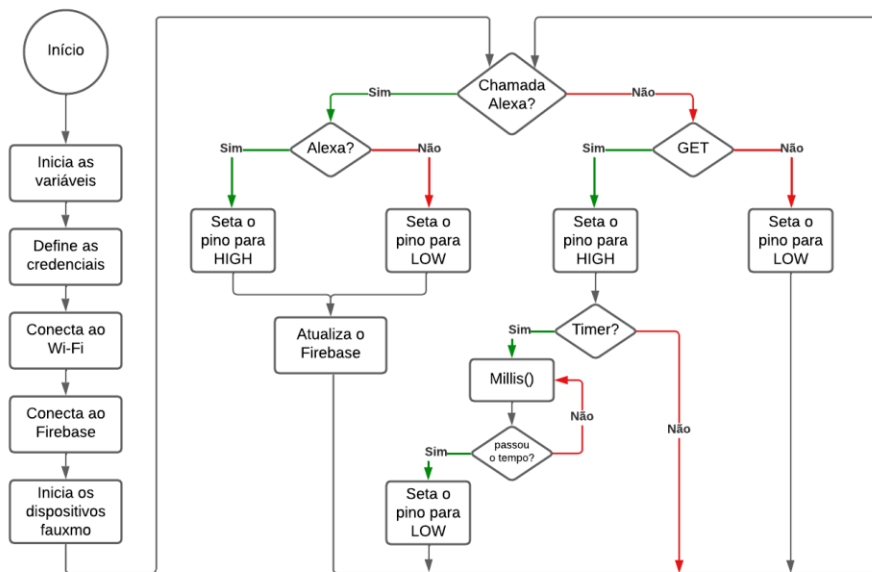 Início
Inicia as
variáveis
Define as
credenciais
Conecta ao
Wi-Fi
Conecta ao
Firebase
Inicia os
dispositivos
fauxmo
Chamada
Alexa?
Sim
Não
Alexa?
Sim
Não
Seta o
pino para
HIGH
Seta o
pino para
LOW
Atualiza o
Firebase
GET
Sim
Não
Seta o
pino para
HIGH
Seta o
pino para
LOW
Timer?
Sim
Não
Millis()
passou
o tempo?
Não
Sim
Seta o
pino para
LOW